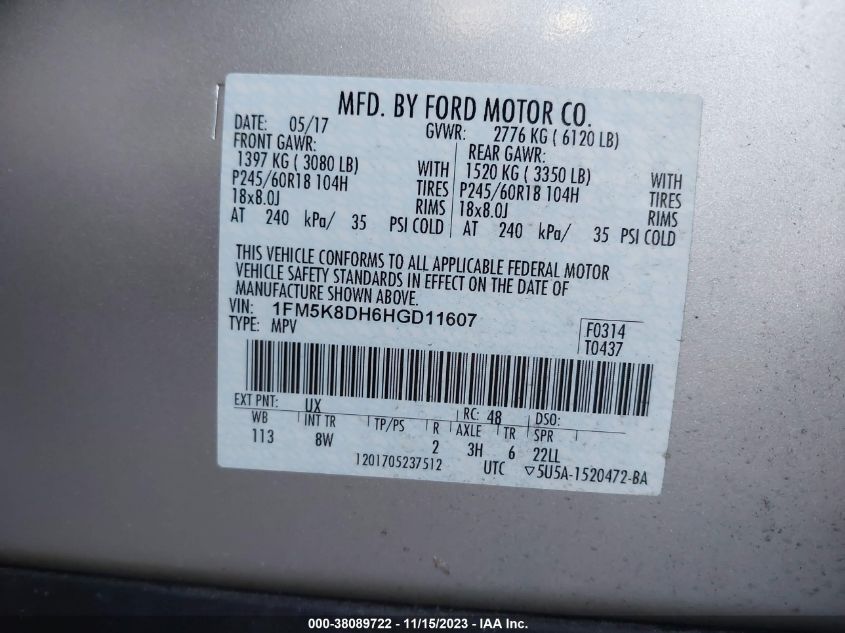 MFD. BY FORD MOTOR CO.
DATE: 05/17 GVWR: 2776 KG ( 6120 LB)
FRONT GAWR: REAR GAWR:
1397 KG ( 3080 LB) WITH 1520 KG ( 3350 LB) WITH
P245/60R18 104H TIRES P245/60R18 104H TIRES
18x8.0J RIMS 18x8.0J RIMS
AT 240 kPa/ 35 PSI COLD AT 240 kPa/ 35 PSI COLD
THIS VEHICLE CONFORMS TO ALL APPLICABLE FEDERAL MOTOR
VEHICLE SAFETY STANDARDS IN EFFECT ON THE DATE OF
MANUFACTURE SHOWN ABOVE.
VIN: 1FM5K8DH6HGD11607
TYPE: MPV F0314
T0437
EXT PNT: UX RC: 48 DSO:
WB INT TR TP/PS R AXLE TR SPR
113 8W 2 3H 6 22LL
1201705237512 UTC ▽5U5A-1520472-BA
000-38089722 - 11/15/2023 - IAA Inc.